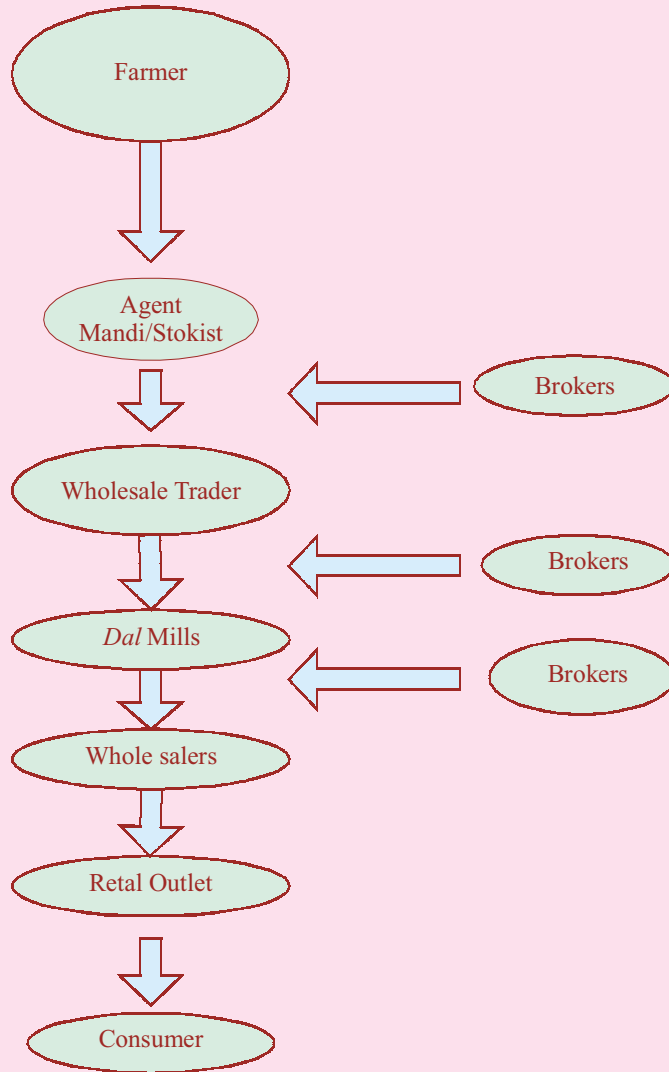 Farmer
Agent
Mandi/Stokist
Brokers
Wholesale Trader
Brokers
Dal Mills
Brokers
Whole salers
Retal Outlet
Consumer